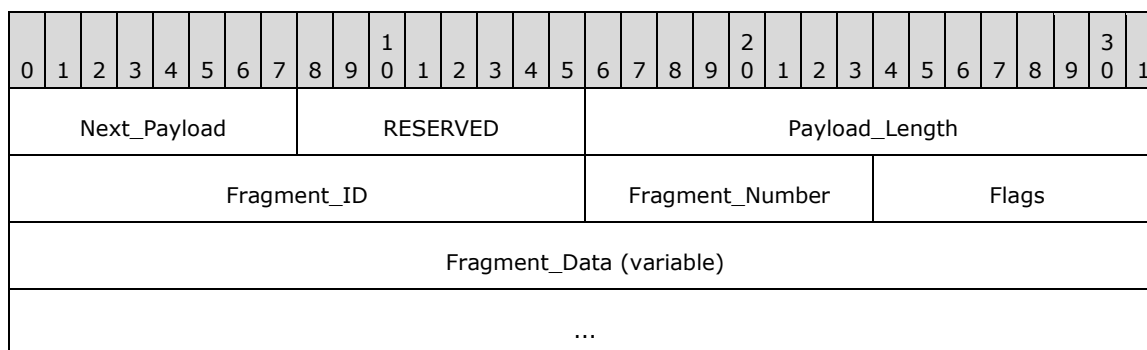 1 2 3
0 1 2 3 4 5 6 7 8 9 0 1 2 3 4 5 6 7 8 9 0 1 2 3 4 5 6 7 8 9 0 1
Next_Payload RESERVED Payload_Length
Fragment_ID Fragment_Number Flags
Fragment_Data (variable)
...